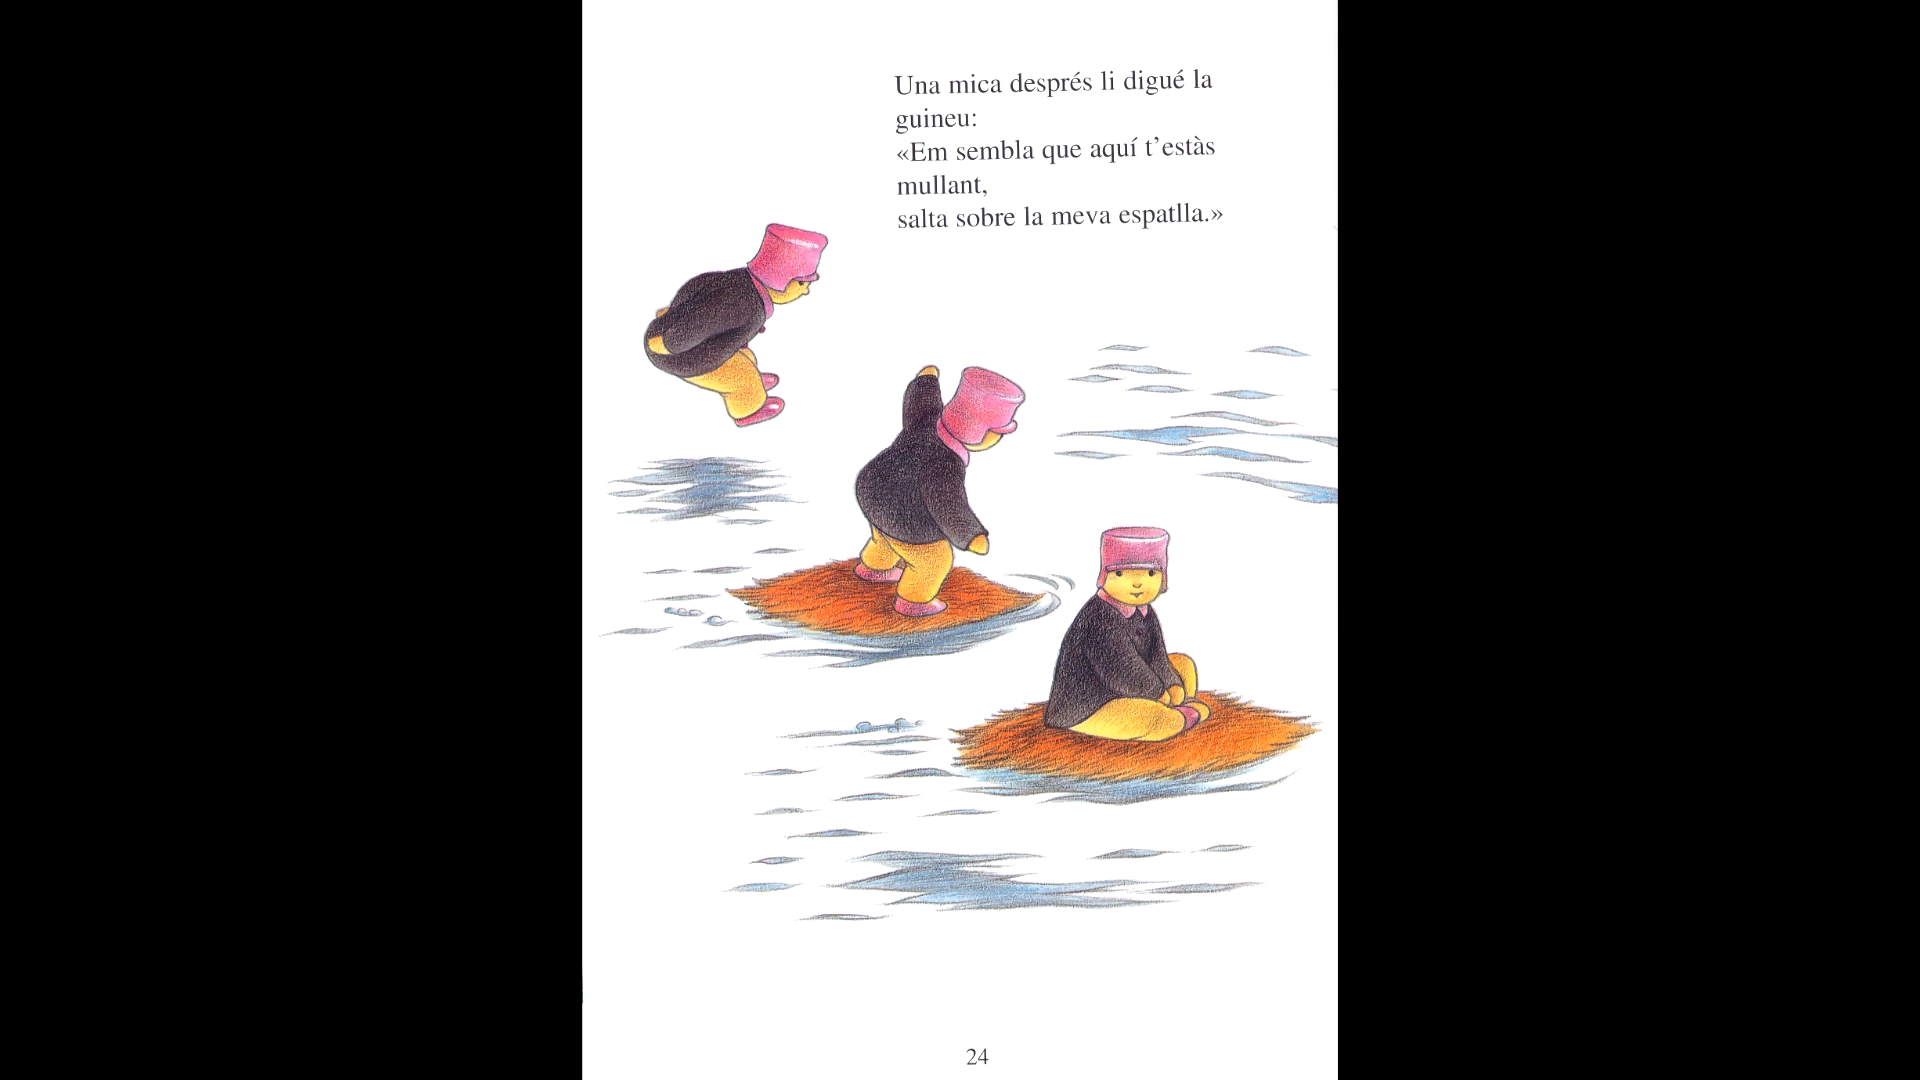 Una mica després li digué la
guineu:
«Em sembla que aquí t’estàs
mullant,
salta sobre la meva espatlla.»
24